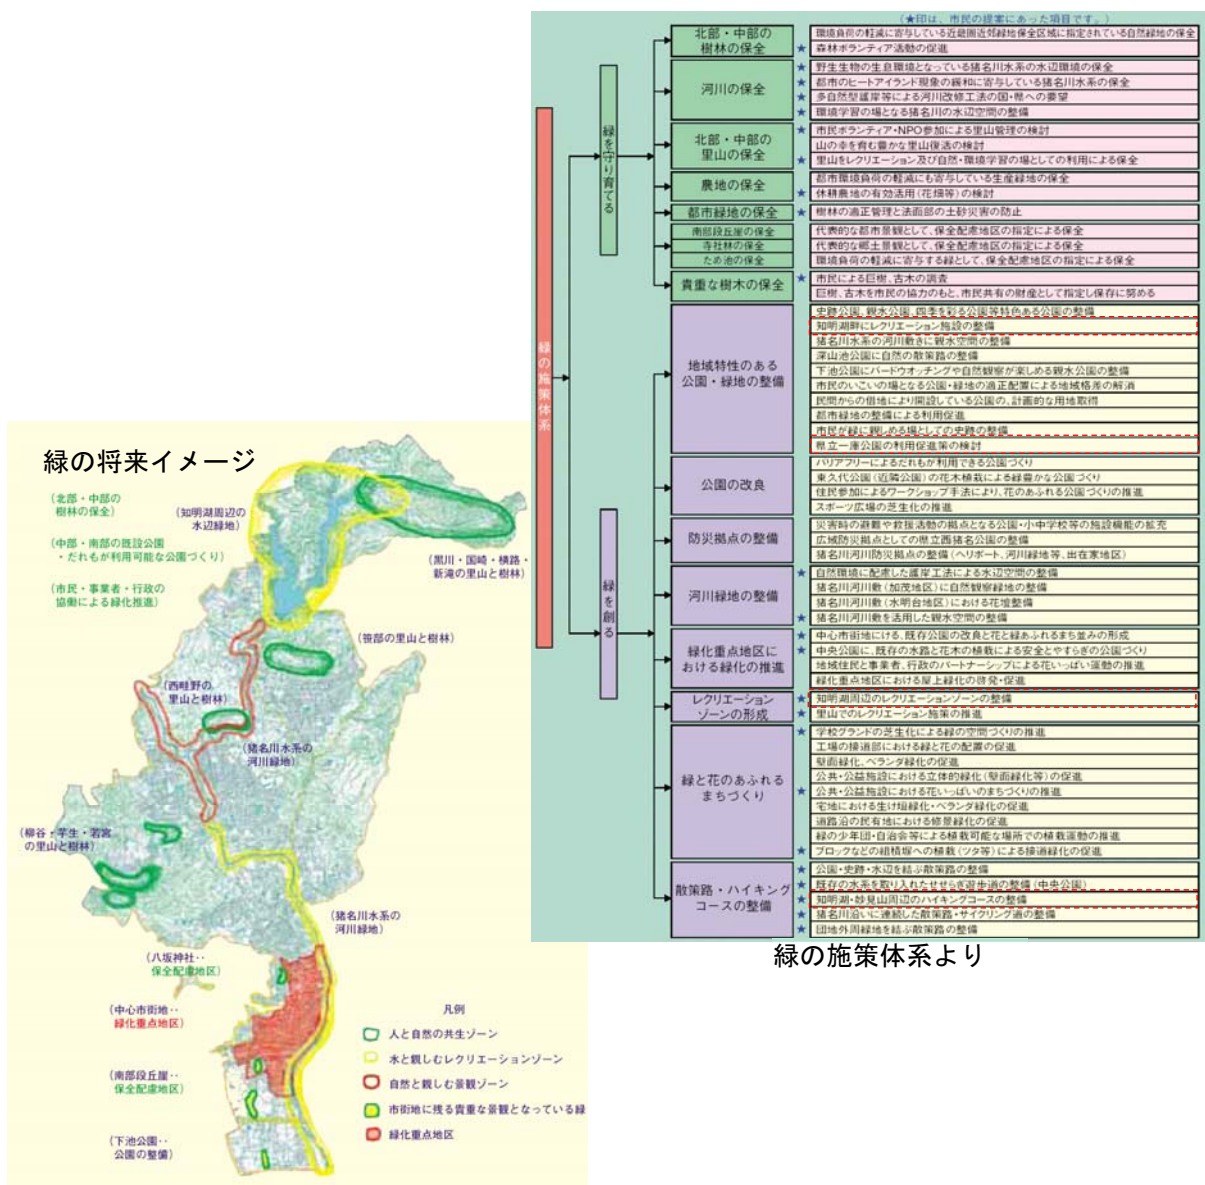 (★印は、市民の提案にあった項目です。)
緑の施策体系
緑を守り育てる
北部・中部の
樹林の保全
環境負荷の軽減に寄与している近畿圏近郊緑地保全区域に指定されている自然緑地の保全
★ 森林ボランティア活動の促進
河川の保全
★ 野生生物の生息環境となっている猪名川水系の水辺環境の保全
★ 都市のヒートアイランド現象の緩和に寄与している猪名川水系の保全
★ 多自然型護岸等による河川改修工法の国・県への要望
★ 環境学習の場となる猪名川の水辺空間の整備
北部・中部の
里山の保全
★ 市民ボランティア・NPO参加による里山管理の検討
山の幸を育む豊かな里山復活の検討
★ 里山をレクリエーション及び自然・環境学習の場としての利用による保全
農地の保全
都市環境負荷の軽減にも寄与している生産緑地の保全
★ 休耕農地の有効活用(花畑等)の検討
都市緑地の保全
★ 樹林の適正管理と法面部の土砂災害の防止
南部段丘崖の保全
代表的な都市景観として、保全配慮地区の指定による保全
寺社林の保全
代表的な郷土景観として、保全配慮地区の指定による保全
ため池の保全
環境負荷の軽減に寄与する緑として、保全配慮地区の指定による保全
貴重な樹木の保全
★ 市民による巨樹、古木の調査
巨樹、古木を市民の協力のもと、市民共有の財産として指定し保存に努める
緑を創る
地域特性のある
公園・緑地の整備
史跡公園、親水公園、四季を彩る公園等特色ある公園の整備
知明湖畔にレクリエーション施設の整備
猪名川水系の河川敷きに親水空間の整備
深山池公園に自然の散策路の整備
下池公園にバードウオッチングや自然観察が楽しめる親水公園の整備
市民のいこいの場となる公園・緑地の適正配置による地域格差の解消
民間からの借地により開設している公園の、計画的な用地取得
都市緑地の整備による利用促進
市民が緑に親しめる場としての史跡の整備
県立一庫公園の利用促進策の検討
公園の改良
バリアフリーによるだれもが利用できる公園づくり
東久代公園(近隣公園)の花木植栽による緑豊かな公園づくり
住民参加によるワークショップ手法により、花のあふれる公園づくりの推進
スポーツ広場の芝生化の推進
防災拠点の整備
災害時の避難や救援活動の拠点となる公園・小中学校等の施設機能の拡充
広域防災拠点としての県立西猪名公園の整備
猪名川河川防災拠点の整備(ヘリポート、河川緑地等、出在家地区)
河川緑地の整備
★ 自然環境に配慮した護岸工法による水辺空間の整備
猪名川河川敷(加茂地区)に自然観察緑地の整備
猪名川河川敷(水明台地区)における花壇整備
★ 猪名川河川敷を活用した親水空間の整備
緑化重点地区に
おける緑化の推進
★ 中心市街地にける、既存公園の改良と花と緑あふれるまち並みの形成
★ 中央公園に、既存の水路と花木の植栽による安全とやすらぎの公園づくり
地域住民と事業者、行政のパートナーシップによる花いっぱい運動の推進
緑化重点地区における屋上緑化の啓発・促進
レクリエーション
ゾーンの形成
★ 知明湖周辺のレクリエーションゾーンの整備
★ 里山でのレクリエーション施策の推進
緑と花のあふれる
まちづくり
★ 学校グランドの芝生化による緑の空間づくりの推進
工場の接道部における緑と花の配置の促進
壁面緑化、ベランダ緑化の促進
公共・公益施設における立体的緑化(壁面緑化等)の促進
★ 公共・公益施設における花いっぱいのまちづくりの推進
宅地における生け垣緑化・ベランダ緑化の促進
道路沿の民有地における修景緑化の促進
緑の少年団・自治会等による植栽可能な場所での植栽運動の推進
★ ブロックなどの組積塀への植栽(ツタ等)による接道緑化の促進
散策路・ハイキング
コースの整備
★ 公園・史跡・水辺を結ぶ散策路の整備
★ 既存の水系を取り入れたせせらぎ遊歩道の整備(中央公園)
★ 知明湖・妙見山周辺のハイキングコースの整備
★ 猪名川沿いに連続した散策路・サイクリング道の整備
★ 団地外周緑地を結ぶ散策路の整備
緑の施策体系より
緑の将来イメージ
(北部・中部の
樹林の保全)
(知明湖周辺の
水辺緑地)
(中部・南部の既設公園
・だれもが利用可能な公園づくり)
(黒川・国崎・横路・
新滝の里山と樹林)
(市民・事業者・行政の
協働による緑化推進)
(笹部の里山と樹林)
(西畦野の
里山と樹林)
(猪名川水系の
河川緑地)
(柳谷・芋生・若宮
の里山と樹林)
(猪名川水系の
河川緑地)
(八坂神社‥
保全配慮地区)
(中心市街地‥
緑化重点地区)
(南部段丘崖‥
保全配慮地区)
(下池公園‥
公園の整備)
凡例
人と自然の共生ゾーン
水と親しむレクリエーションゾーン
自然と親しむ景観ゾーン
市街地に残る貴重な景観となっている緑
緑化重点地区